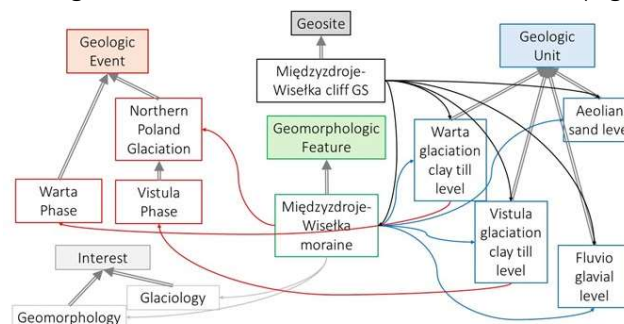 Geosite
Geologic
Event
Geologic
Unit
Międzyzdroje-
Wisełka cliff GS
Northern
Poland
Glaciation
Geomorphologic
Feature
Warta
glaciation
clay till
level
Aeolian
sand level
Warta
Phase
Vistula
Phase
Międzyzdroje-
Wisełka
moraine
Vistula
glaciation
clay till
level
Fluvio
glavial
level
Interest
Glaciology
Geomorphology